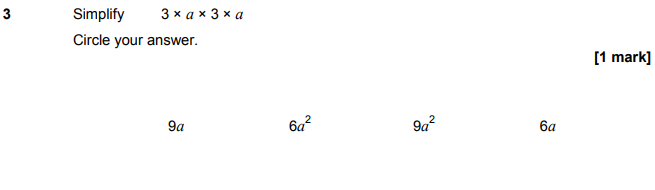 3 Simplify 3 × a × 3 × a
Circle your answer.
[1 mark]
9a 6a² 9a² 6a